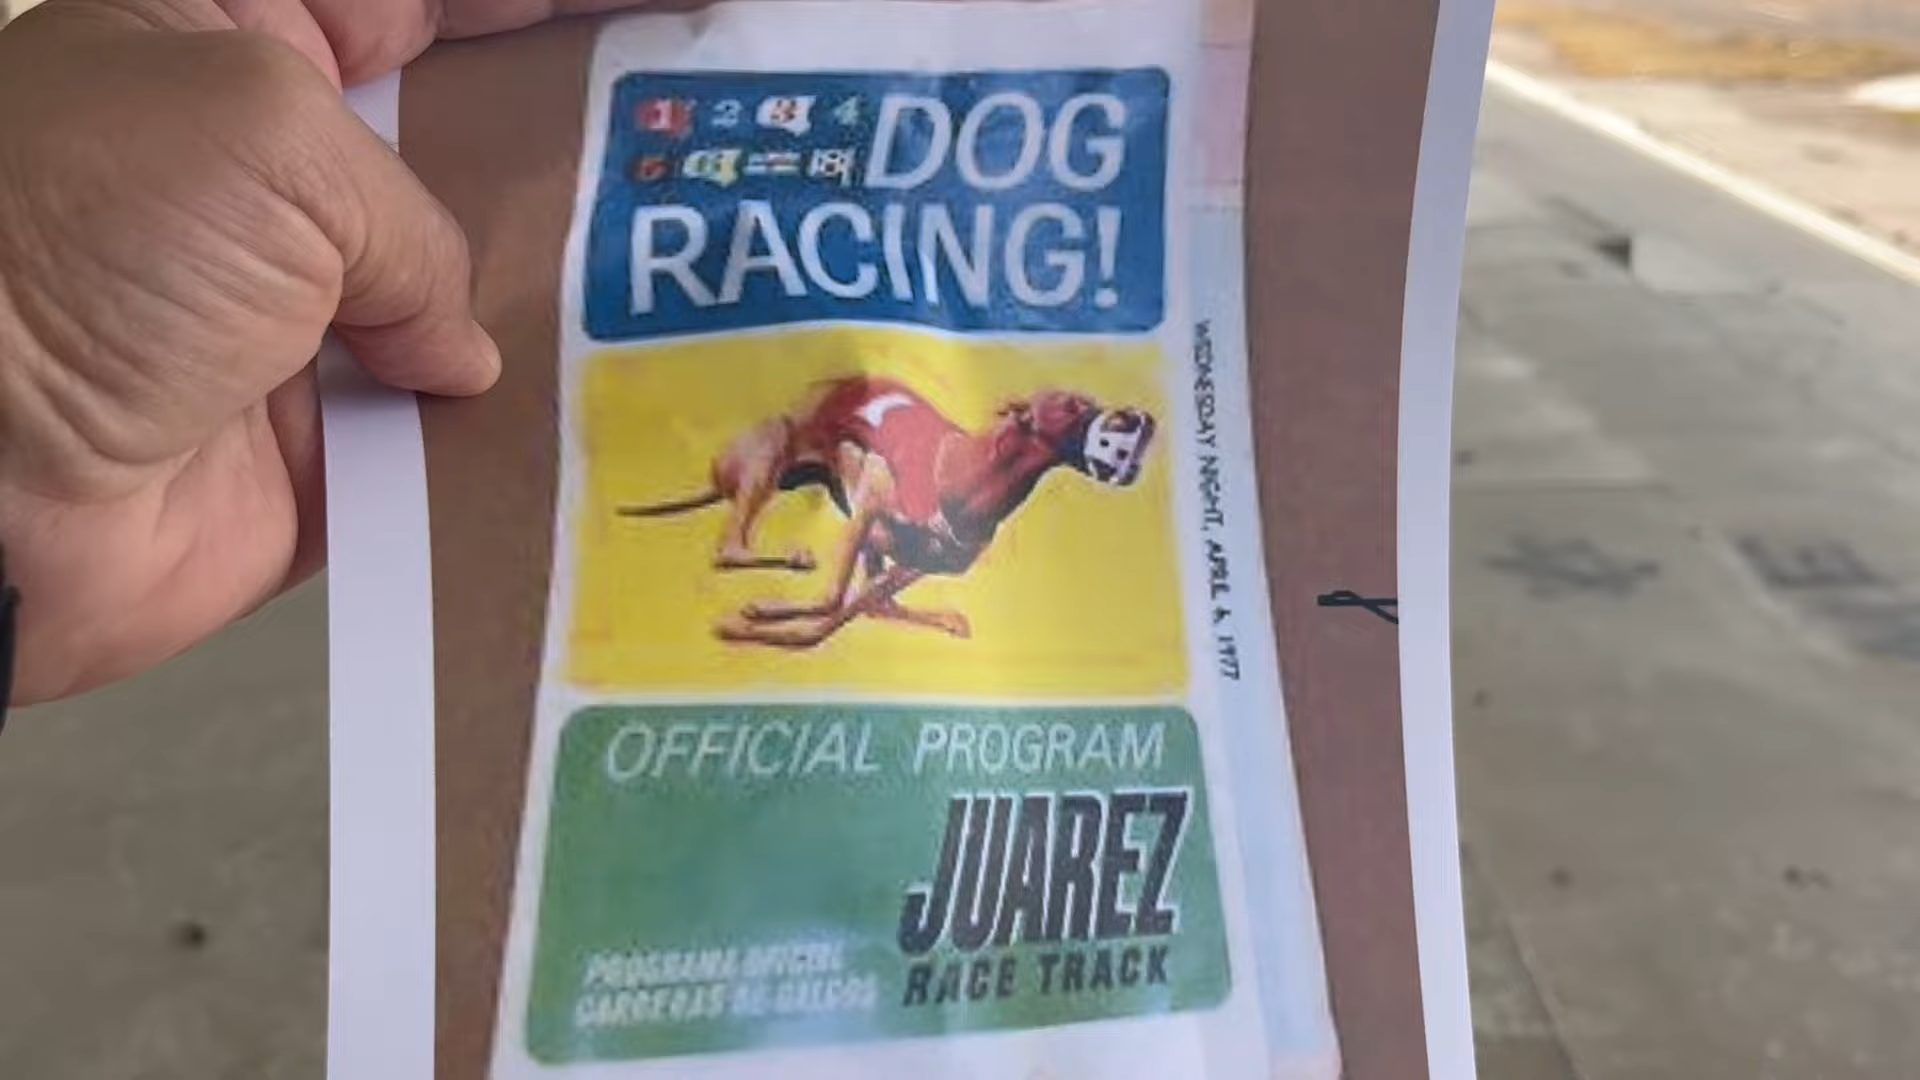 1 2 3 4
5 6 7 8
DOG
RACING!
WEDNESDAY NIGHT, APRIL 6, 1977
OFFICIAL PROGRAM
JUAREZ
RACE TRACK
PROGRAMA OFICIAL
CARRERAS DE GALGOS